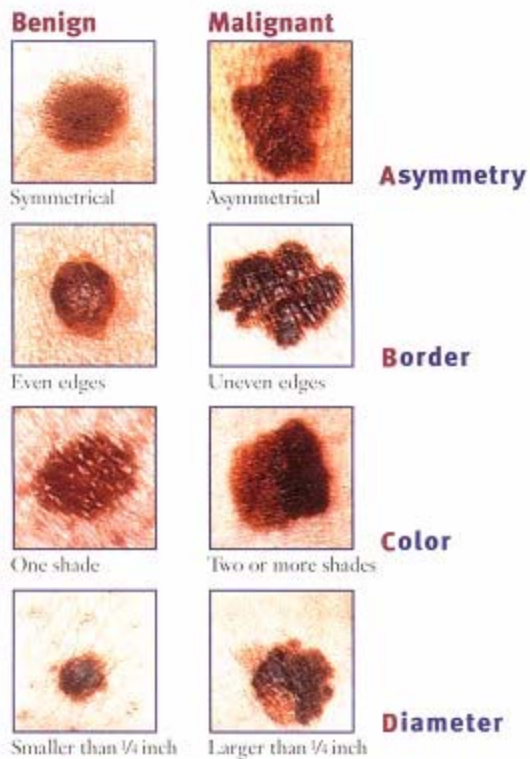 Benign Malignant
Symmetrical Asymmetrical Asymmetry
Even edges Uneven edges Border
One shade Two or more shades Color
Smaller than ¼ inch Larger than ¼ inch Diameter